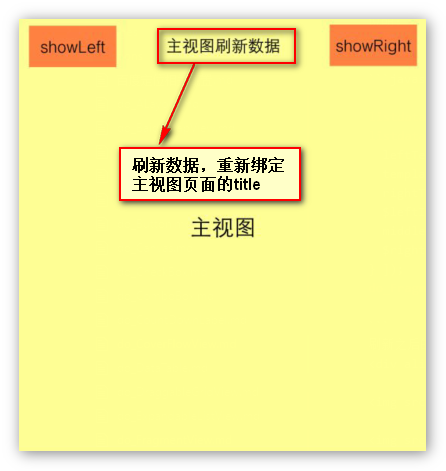 showLeft
主视图刷新数据
showRight
刷新数据，重新绑定
主视图页面的title
主视图